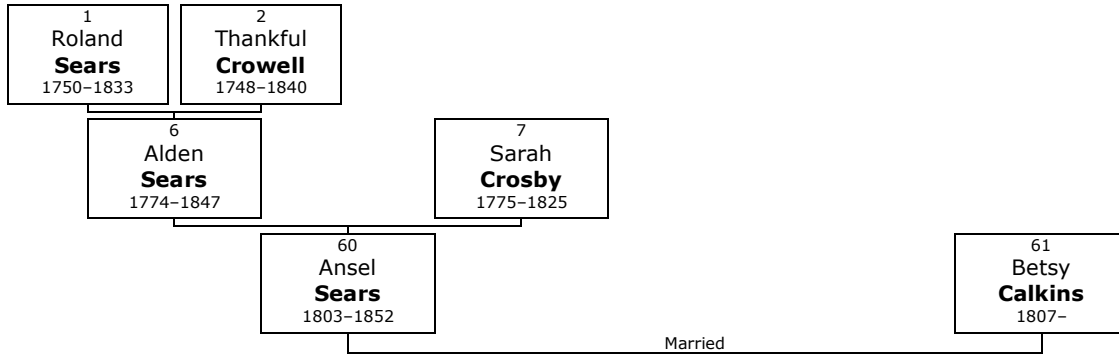 1
Roland
Sears
1750–1833
2
Thankful
Crowell
1748–1840
6
Alden
Sears
1774–1847
7
Sarah
Crosby
1775–1825
60
Ansel
Sears
1803–1852
61
Betsy
Calkins
1807–
Married